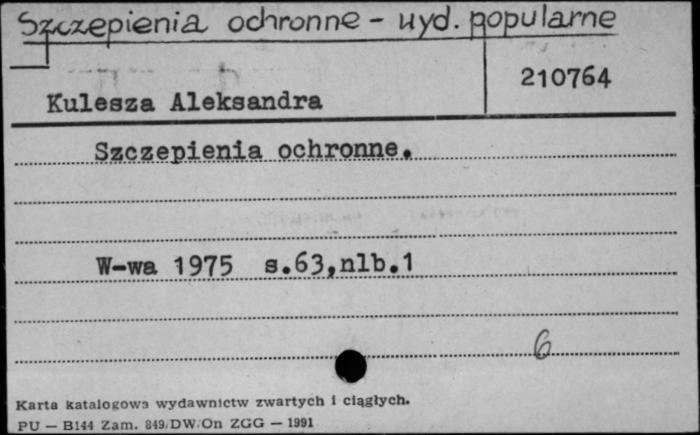 Szczepienia ochronne - wyd. popularne
210764
Kulesza Aleksandra
Szczepienia ochronne.
W-wa 1975 s.63,nlb.1
6
Karta katalogowa wydawnictw zwartych i ciągłych.
PU — B144 Zam. 849/DW/On ZGG — 1991